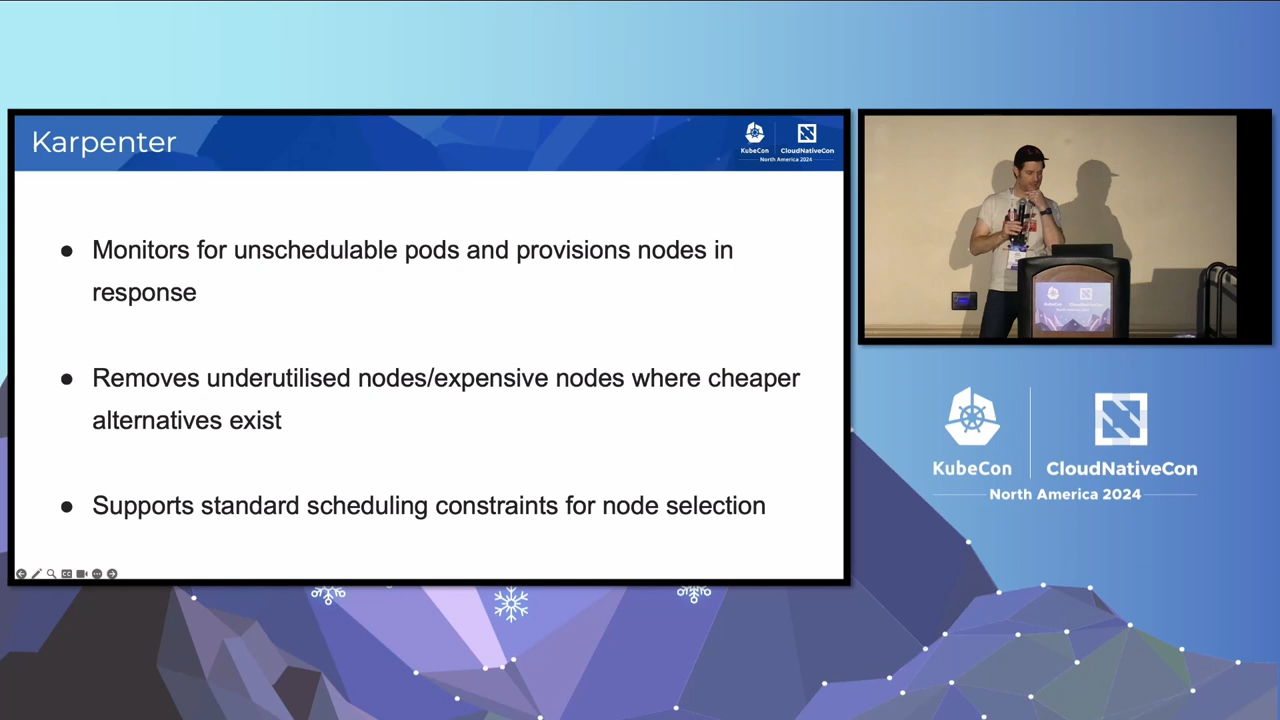 Karpenter
KubeCon
CloudNativeCon
North America 2024
● Monitors for unschedulable pods and provisions nodes in
response
● Removes underutilised nodes/expensive nodes where cheaper
alternatives exist
● Supports standard scheduling constraints for node selection
KubeCon
CloudNativeCon
North America 2024